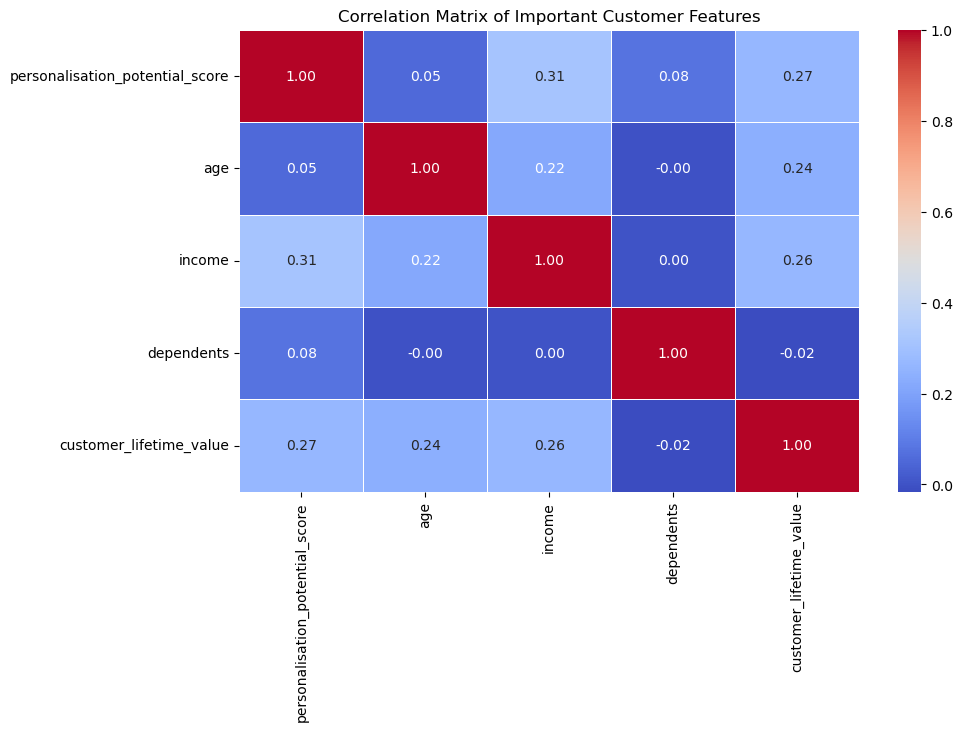 Correlation Matrix of Important Customer Features
personalisation_potential_score 1.00 0.05 0.31 0.08 0.27
age 0.05 1.00 0.22 -0.00 0.24
income 0.31 0.22 1.00 0.00 0.26
dependents 0.08 -0.00 0.00 1.00 -0.02
customer_lifetime_value 0.27 0.24 0.26 -0.02 1.00
personalisation_potential_score
age
income
dependents
customer_lifetime_value
1.0
0.8
0.6
0.4
0.2
0.0